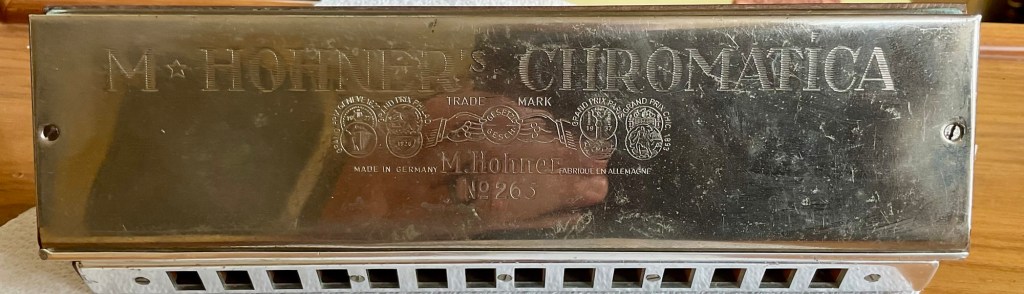 M ★ HOHNER'S CHROMATICA
TRADE MARK
MADE IN GERMANY M. Hohner FABRIQUE EN ALLEMAGNE
No 263